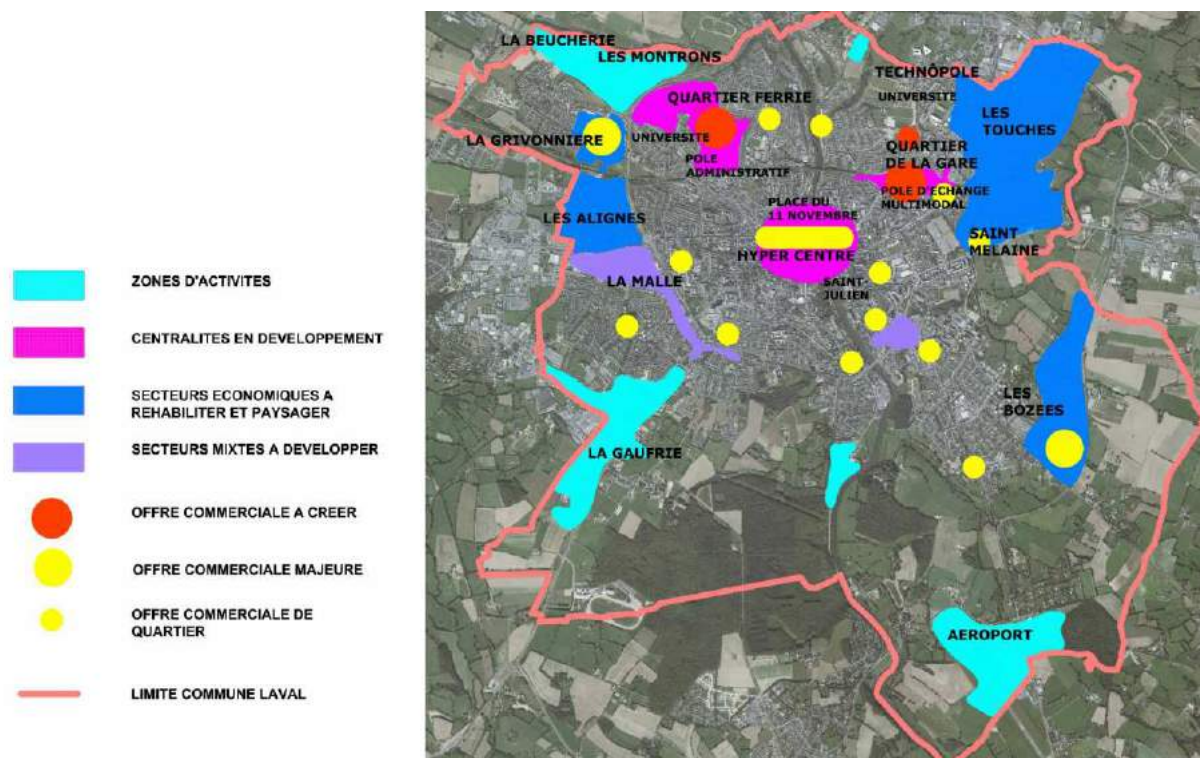 ZONES D'ACTIVITES
CENTRALITES EN DEVELOPPEMENT
SECTEURS ECONOMIQUES A
REHABILITER ET PAYSAGER
SECTEURS MIXTES A DEVELOPPER
OFFRE COMMERCIALE A CREER
OFFRE COMMERCIALE MAJEURE
OFFRE COMMERCIALE DE
QUARTIER
LIMITE COMMUNE LAVAL
LA BEUCHERIE
LES MONTRONS
TECHNÔPOLE
QUARTIER FERRIE
UNIVERSITE
LES
TOUCHES
LA GRIVONNIERE
UNIVERSITE
QUARTIER
DE LA GARE
POLE
ADMINISTRATIF
POLE D'ECHANGE
MULTIMODAL
PLACE DU
11 NOVEMBRE
LES ALIGNES
SAINT
MELAINE
HYPER CENTRE
LA MALLE
SAINT-
JULIEN
LES
BOZEES
LA GAUFRIE
AEROPORT